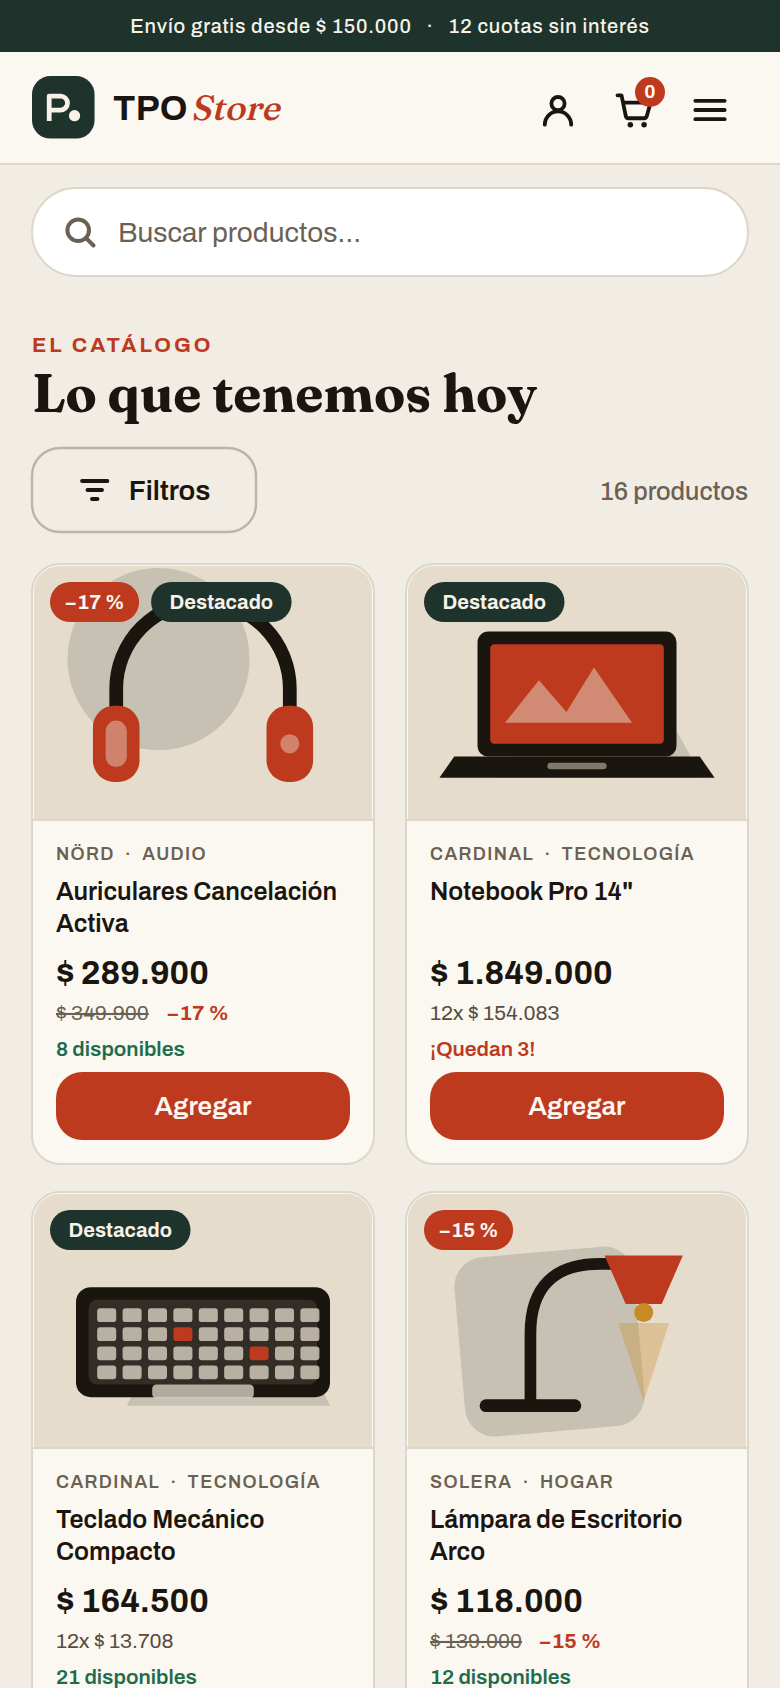 Envío gratis desde $ 150.000 · 12 cuotas sin interés
P.
TPO Store
0
Buscar productos...
EL CATÁLOGO
Lo que tenemos hoy
Filtros
16 productos
–17 %
Destacado
NÖRD · AUDIO
Auriculares Cancelación
Activa
$ 289.900
$ 349.900 –17 %
8 disponibles
Agregar
Destacado
CARDINAL · TECNOLOGÍA
Notebook Pro 14"
$ 1.849.000
12x $ 154.083
¡Quedan 3!
Agregar
Destacado
CARDINAL · TECNOLOGÍA
Teclado Mecánico
Compacto
$ 164.500
12x $ 13.708
21 disponibles
–15 %
SOLERA · HOGAR
Lámpara de Escritorio
Arco
$ 118.000
$ 139.000 –15 %
12 disponibles